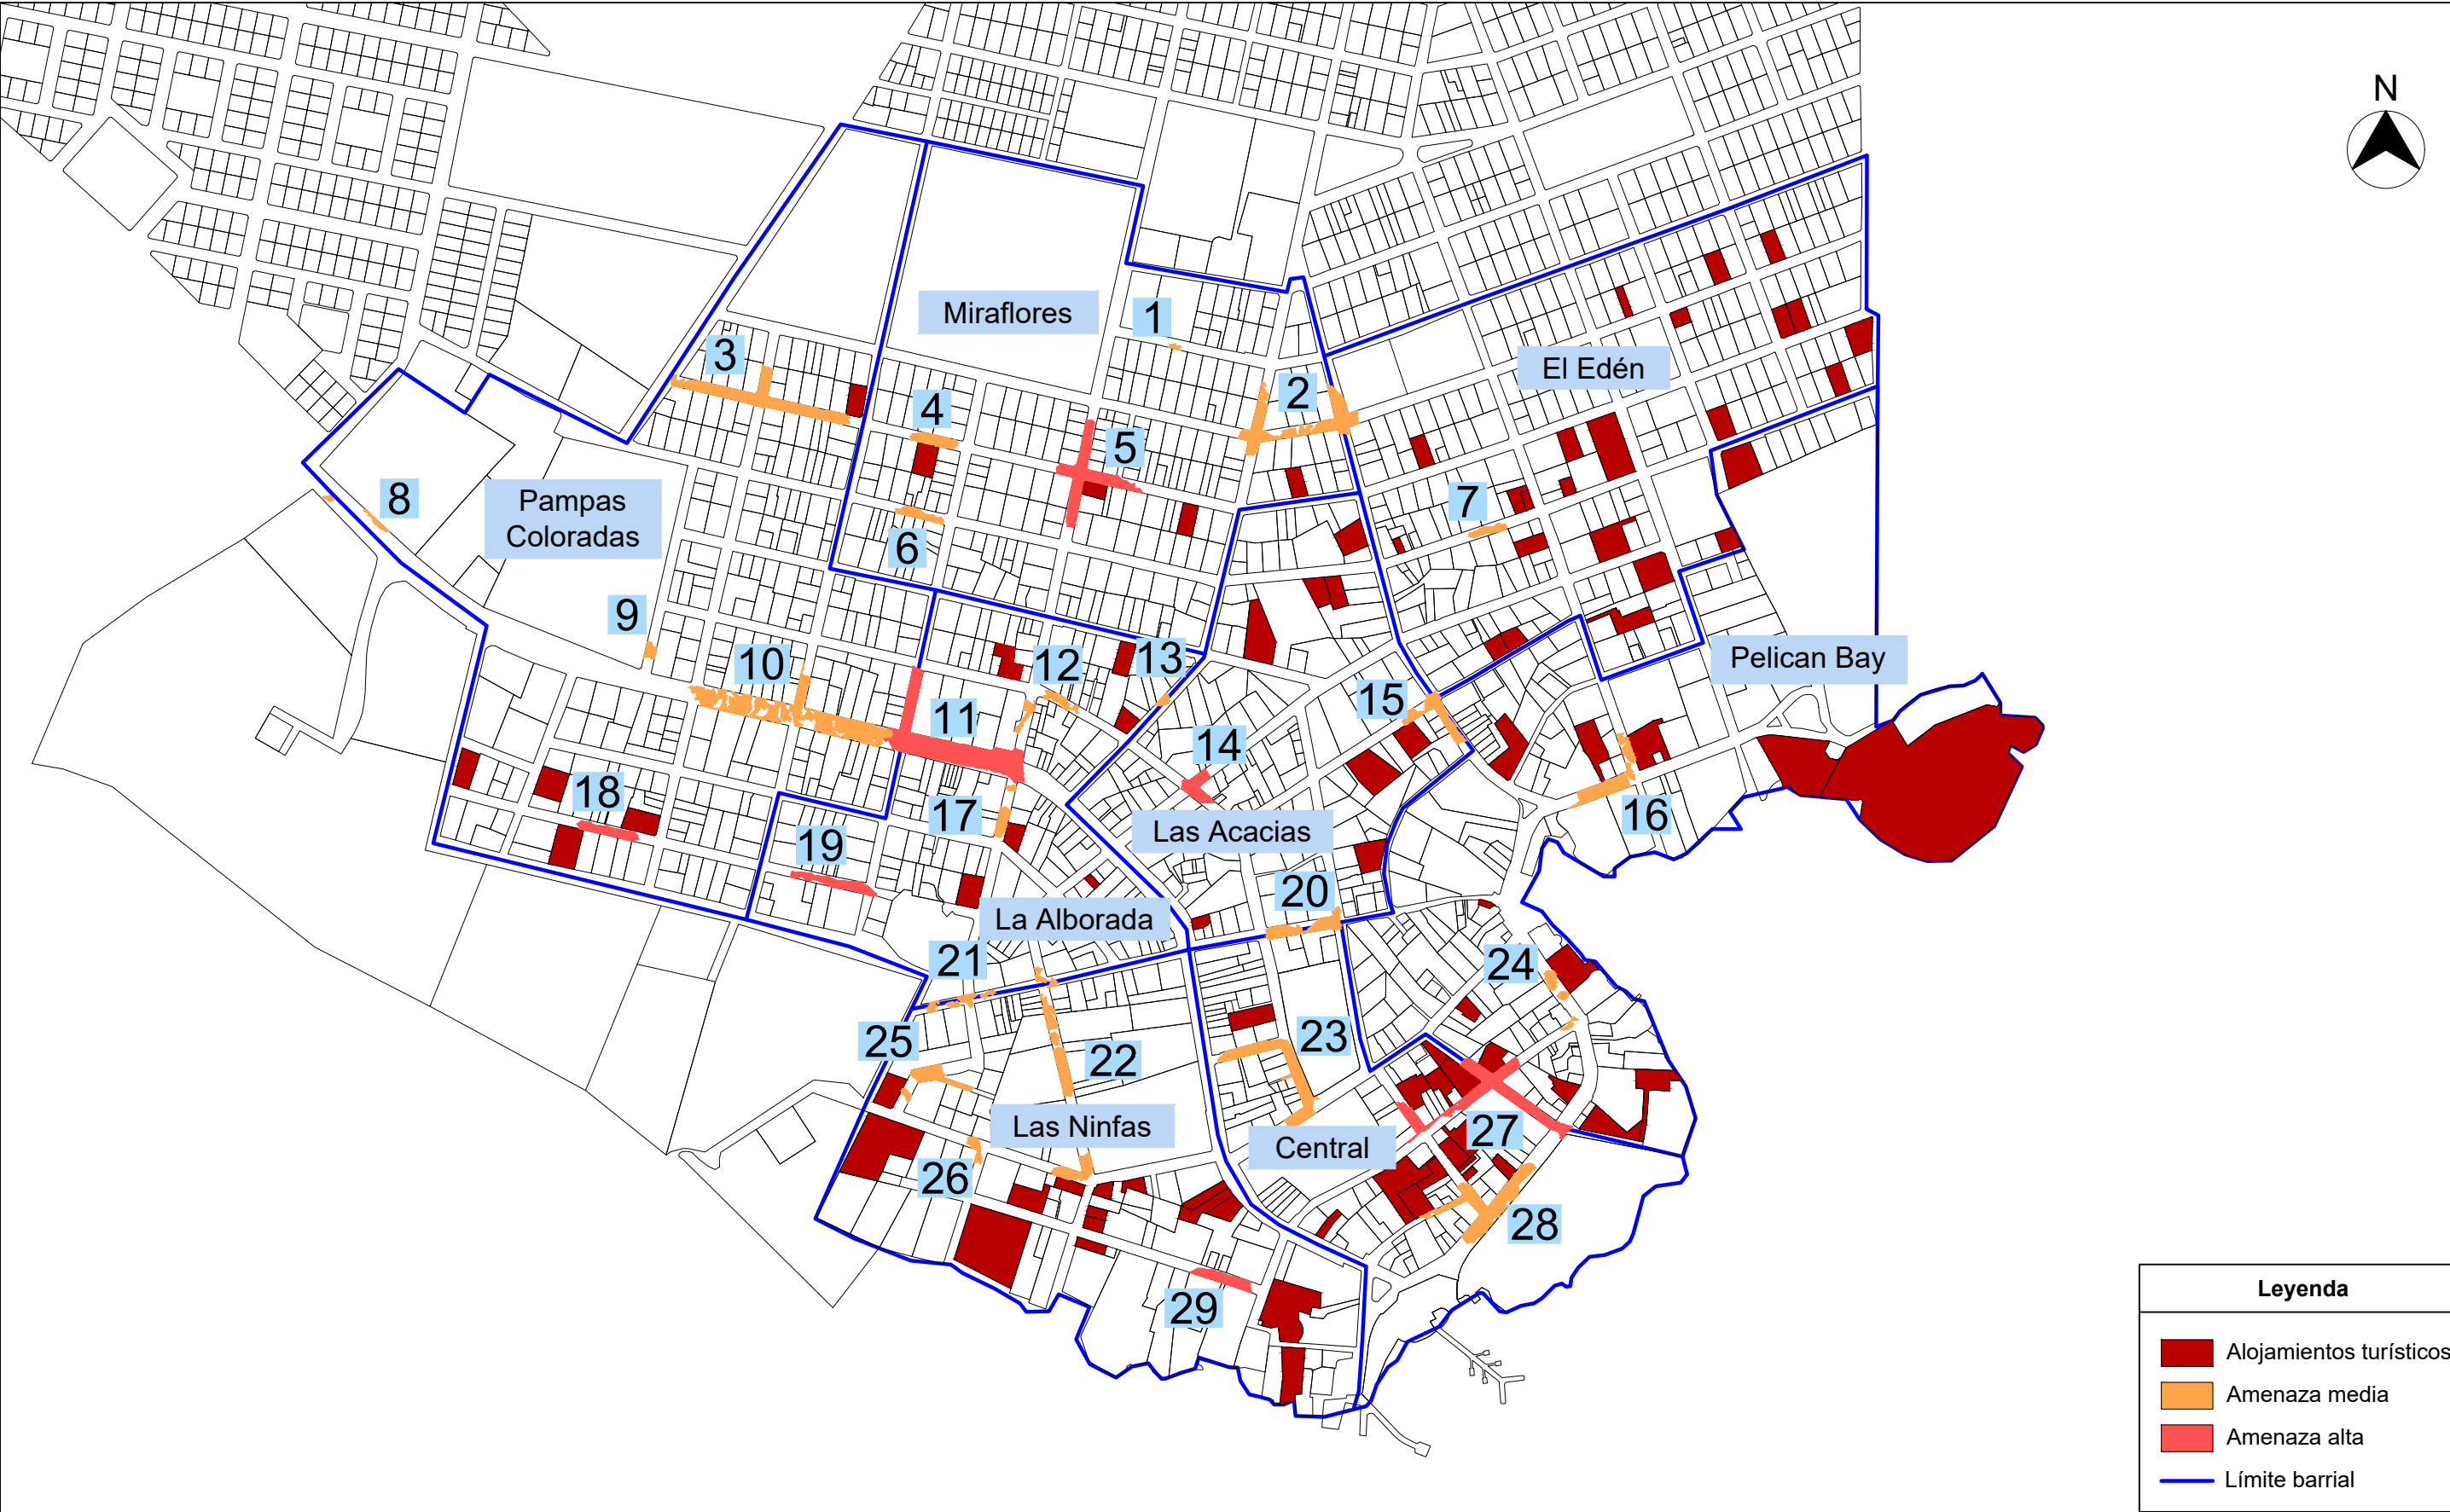 N
Miraflores
1
3
El Edén
2
4
5
8
Pampas
Coloradas
7
6
9
10
12
13
Pelican Bay
15
11
14
18
17
16
Las Acacias
19
20
La Alborada
21
24
25
23
22
Las Ninfas
27
Central
26
28
29
Leyenda
Alojamientos turísticos
Amenaza media
Amenaza alta
Límite barrial